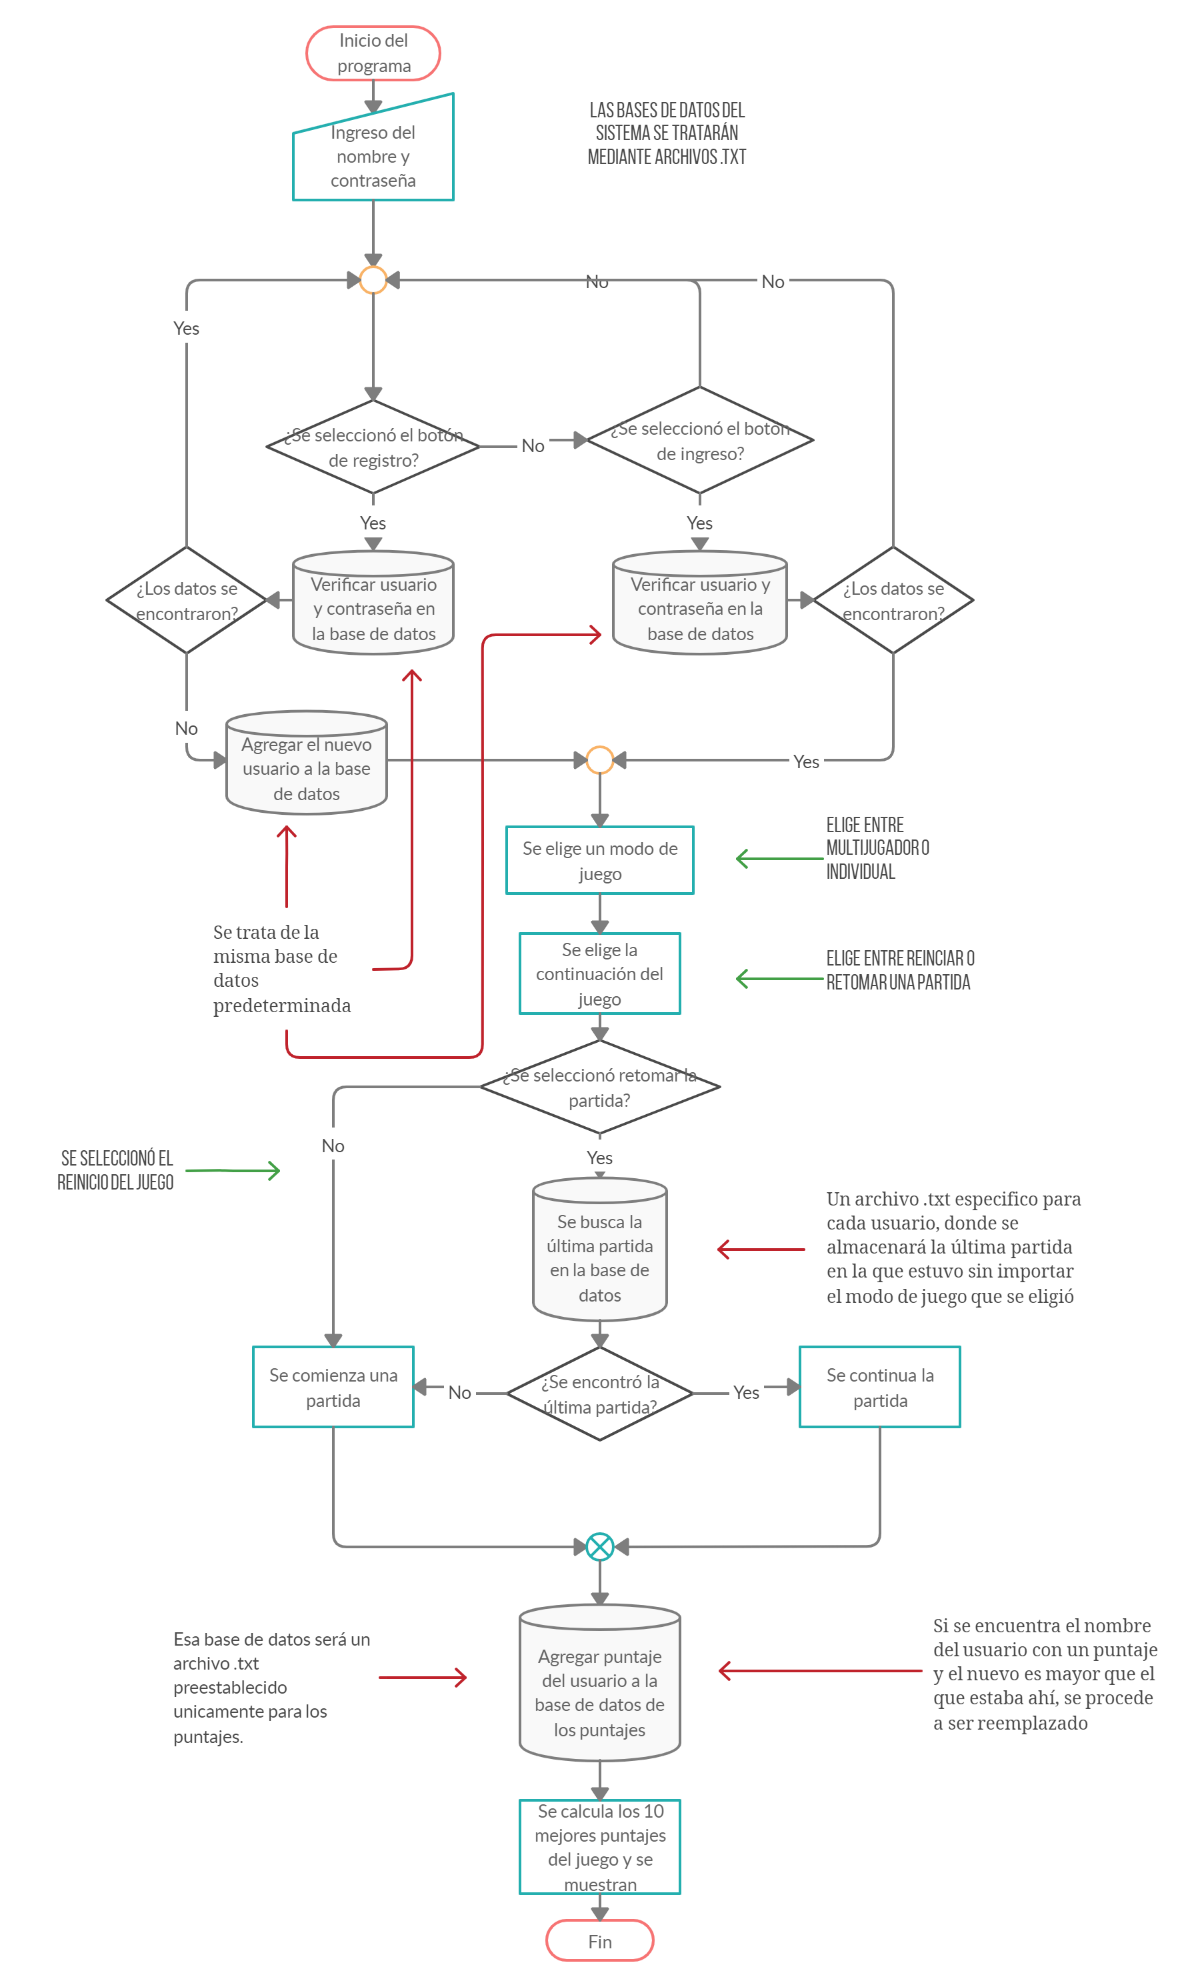 Inicio del
programa
Ingreso del
nombre y
contraseña
LAS BASES DE DATOS DEL
SISTEMA SE TRATARÁN
MEDIANTE ARCHIVOS .TXT
No
No
Yes
¿Se seleccionó el botón
de registro?
No
¿Se seleccionó el botón
de ingreso?
Yes
Yes
¿Los datos se
encontraron?
Verificar usuario
y contraseña en
la base de datos
Verificar usuario y
contraseña en la
base de datos
¿Los datos se
encontraron?
No
Agregar el nuevo
usuario a la base
de datos
Yes
Se elige un modo de
juego
ELIGE ENTRE
MULTIJUGADOR O
INDIVIDUAL
Se trata de la
misma base de
datos
predeterminada
Se elige la
continuación del
juego
ELIGE ENTRE REINCIAR O
RETOMAR UNA PARTIDA
¿Se seleccionó retomar la
partida?
No
Yes
SE SELECCIONÓ EL
REINICIO DEL JUEGO
Se busca la
última partida
en la base de
datos
Un archivo .txt especifico para
cada usuario, donde se
almacenará la última partida
en la que estuvo sin importar
el modo de juego que se eligió
Se comienza una
partida
No
¿Se encontró la
última partida?
Yes
Se continua la
partida
Esa base de datos será un
archivo .txt
preestablecido
unicamente para los
puntajes.
Agregar puntaje
del usuario a la
base de datos de
los puntajes
Si se encuentra el nombre
del usuario con un puntaje
y el nuevo es mayor que el
que estaba ahí, se procede
a ser reemplazado
Se calcula los 10
mejores puntajes
del juego y se
muestran
Fin